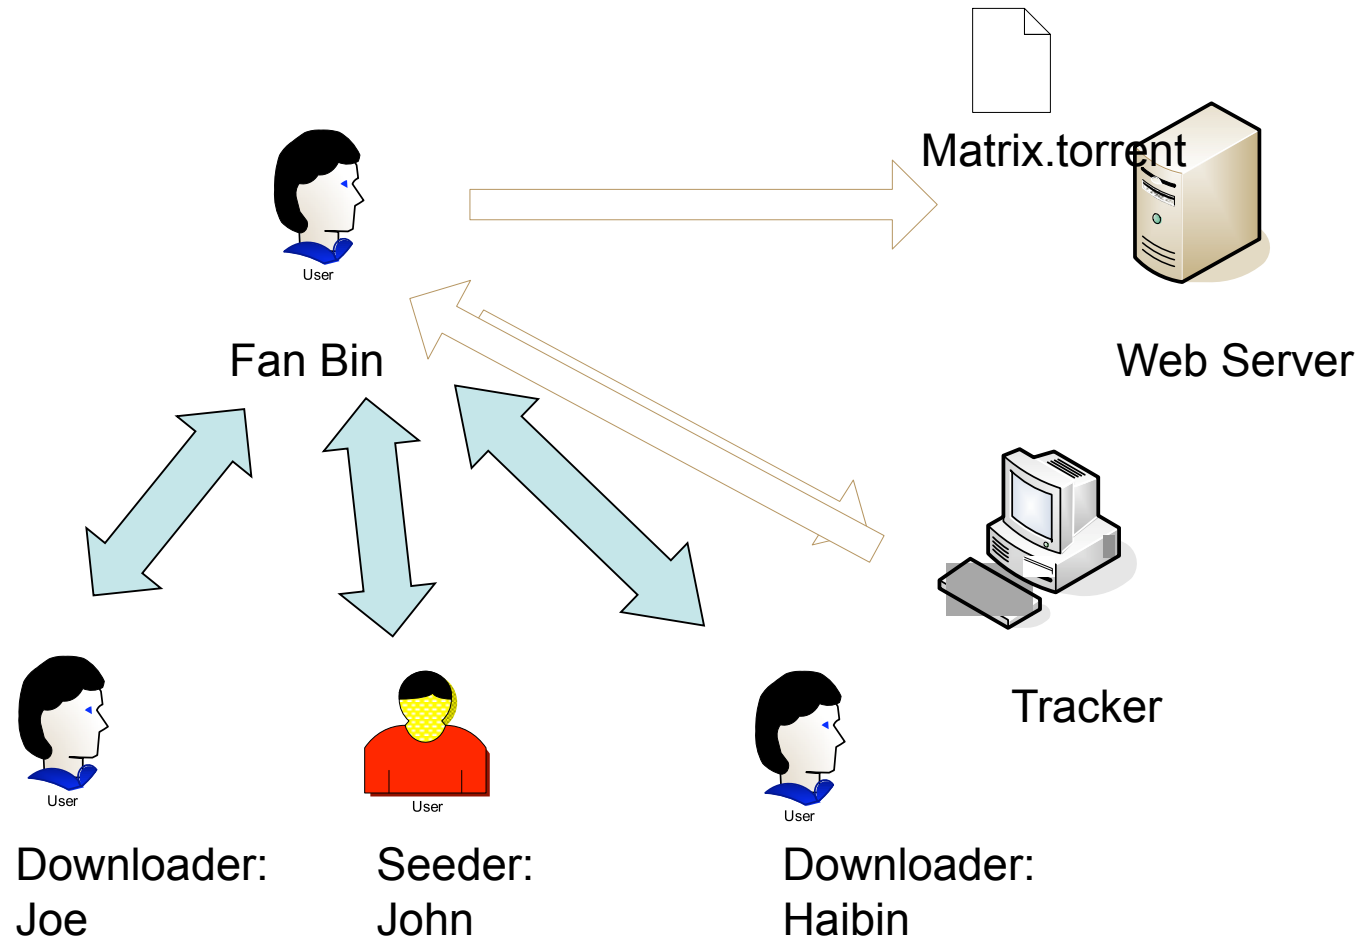 Matrix.torrent
User
Fan Bin
Web Server
Tracker
User
User
User
Downloader:
Joe
Seeder:
John
Downloader:
Haibin